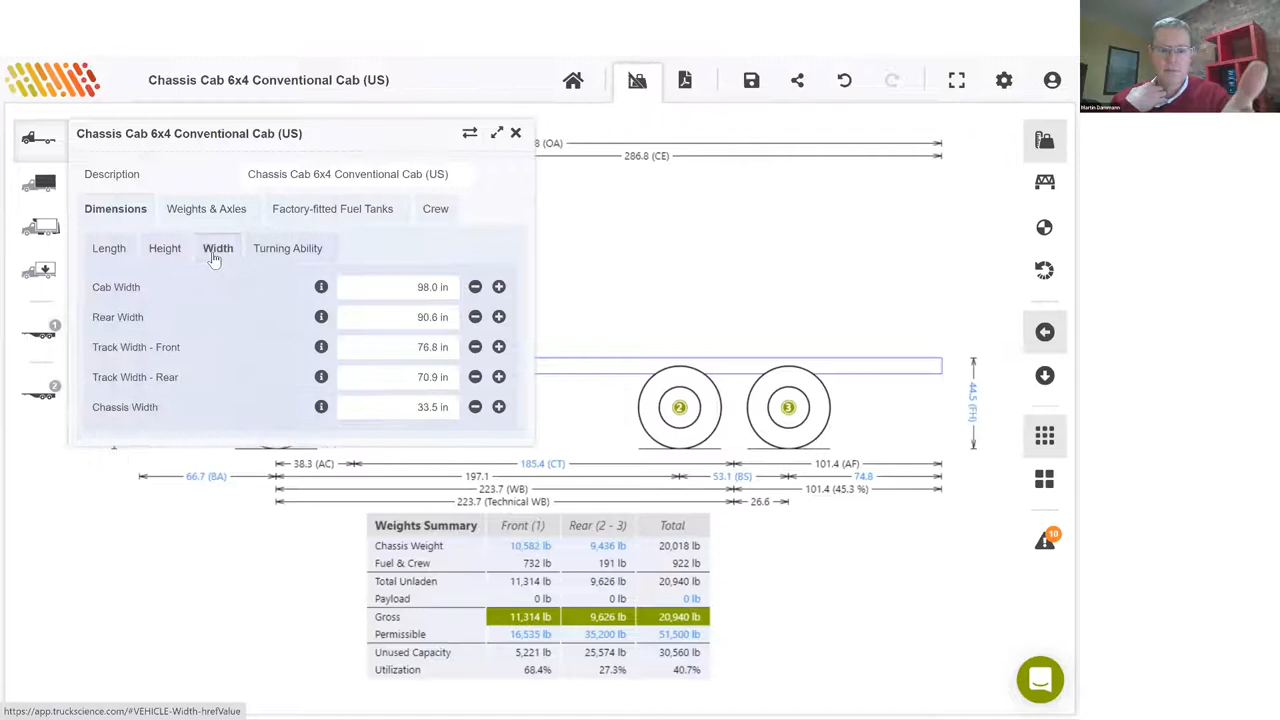 Chassis Cab 6x4 Conventional Cab (US)
Martin Dammann
Chassis Cab 6x4 Conventional Cab (US)
8 (OA)
286.8 (CE)
Description
Chassis Cab 6x4 Conventional Cab (US)
Dimensions
Weights & Axles
Factory-fitted Fuel Tanks
Crew
Length
Height
Width
Turning Ability
Cab Width 98.0 in
Rear Width 90.6 in
Track Width - Front 76.8 in
Track Width - Rear 70.9 in
Chassis Width 33.5 in
1
2
2
3
44.5 (FH)
38.3 (AC)
185.4 (CT)
101.4 (AF)
66.7 (BA)
197.1
53.1 (BS)
74.8
223.7 (WB)
101.4 (45.3 %)
223.7 (Technical WB)
26.6
10
Weights Summary Front (1) Rear (2 - 3) Total
Chassis Weight 10,582 lb 9,436 lb 20,018 lb
Fuel & Crew 732 lb 191 lb 922 lb
Total Unladen 11,314 lb 9,626 lb 20,940 lb
Payload 0 lb 0 lb 0 lb
Gross 11,314 lb 9,626 lb 20,940 lb
Permissible 16,535 lb 35,200 lb 51,500 lb
Unused Capacity 5,221 lb 25,574 lb 30,560 lb
Utilization 68.4% 27.3% 40.7%
https://app.truckscience.com/#VEHICLE-Width-hrefValue